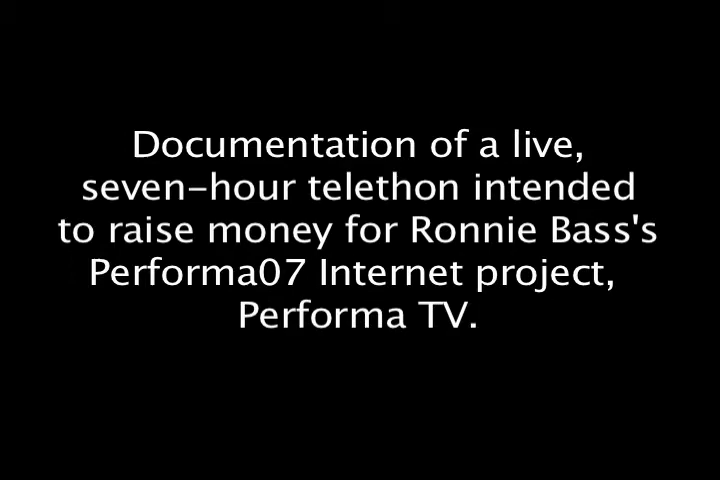 Documentation of a live,
seven-hour telethon intended
to raise money for Ronnie Bass's
Performa07 Internet project,
Performa TV.